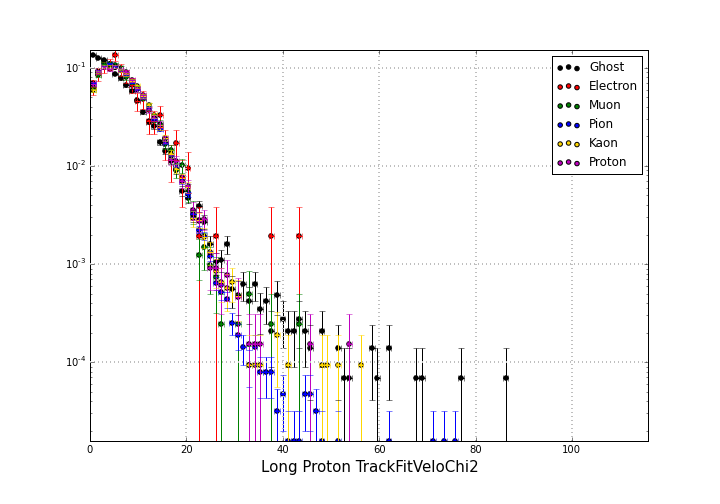 10⁻¹
10⁻²
10⁻³
10⁻⁴
Ghost
Electron
Muon
Pion
Kaon
Proton
0 20 40 60 80 100
Long Proton TrackFitVeloChi2